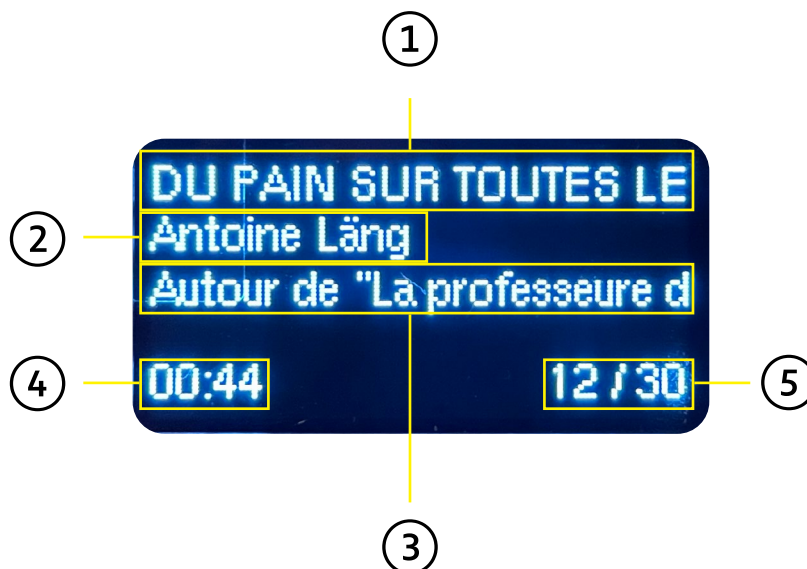 1
DU PAIN SUR TOUTES LE
2
Antoine Läng
Autour de "La professeure d
4
00:44
12 / 30
5
3